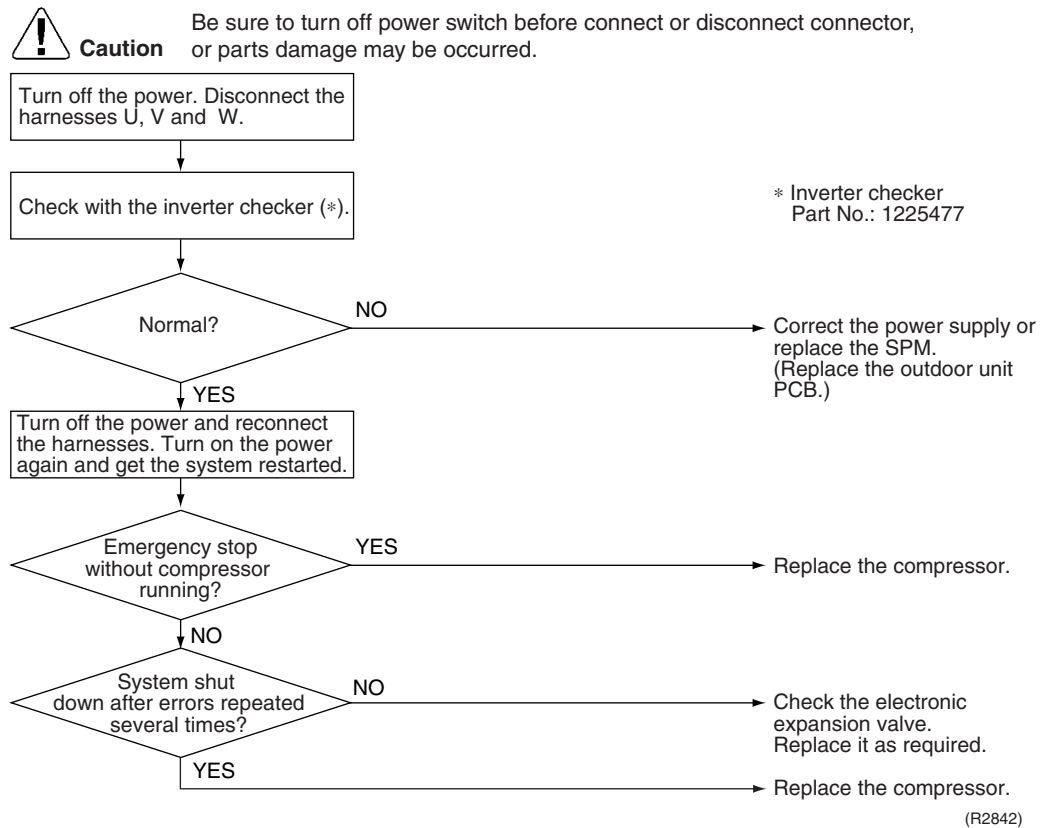 Be sure to turn off power switch before connect or disconnect connector,
Caution or parts damage may be occurred.
Turn off the power. Disconnect the
harnesses U, V and W.
Check with the inverter checker (*).
* Inverter checker
Part No.: 1225477
Normal?
NO
Correct the power supply or
replace the SPM.
(Replace the outdoor unit
PCB.)
YES
Turn off the power and reconnect
the harnesses. Turn on the power
again and get the system restarted.
Emergency stop
without compressor
running?
YES
Replace the compressor.
NO
System shut
down after errors repeated
several times?
NO
Check the electronic
expansion valve.
Replace it as required.
YES
Replace the compressor.
(R2842)